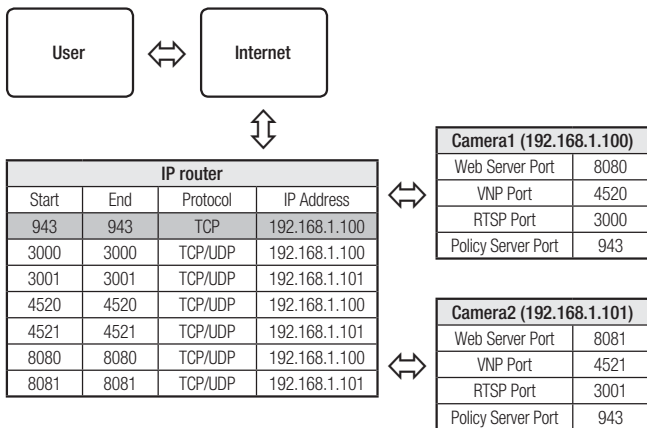 User
Internet
IP router
Start End Protocol IP Address
943 943 TCP 192.168.1.100
3000 3000 TCP/UDP 192.168.1.100
3001 3001 TCP/UDP 192.168.1.101
4520 4520 TCP/UDP 192.168.1.100
4521 4521 TCP/UDP 192.168.1.101
8080 8080 TCP/UDP 192.168.1.100
8081 8081 TCP/UDP 192.168.1.101
Camera1 (192.168.1.100)
Web Server Port 8080
VNP Port 4520
RTSP Port 3000
Policy Server Port 943
Camera2 (192.168.1.101)
Web Server Port 8081
VNP Port 4521
RTSP Port 3001
Policy Server Port 943